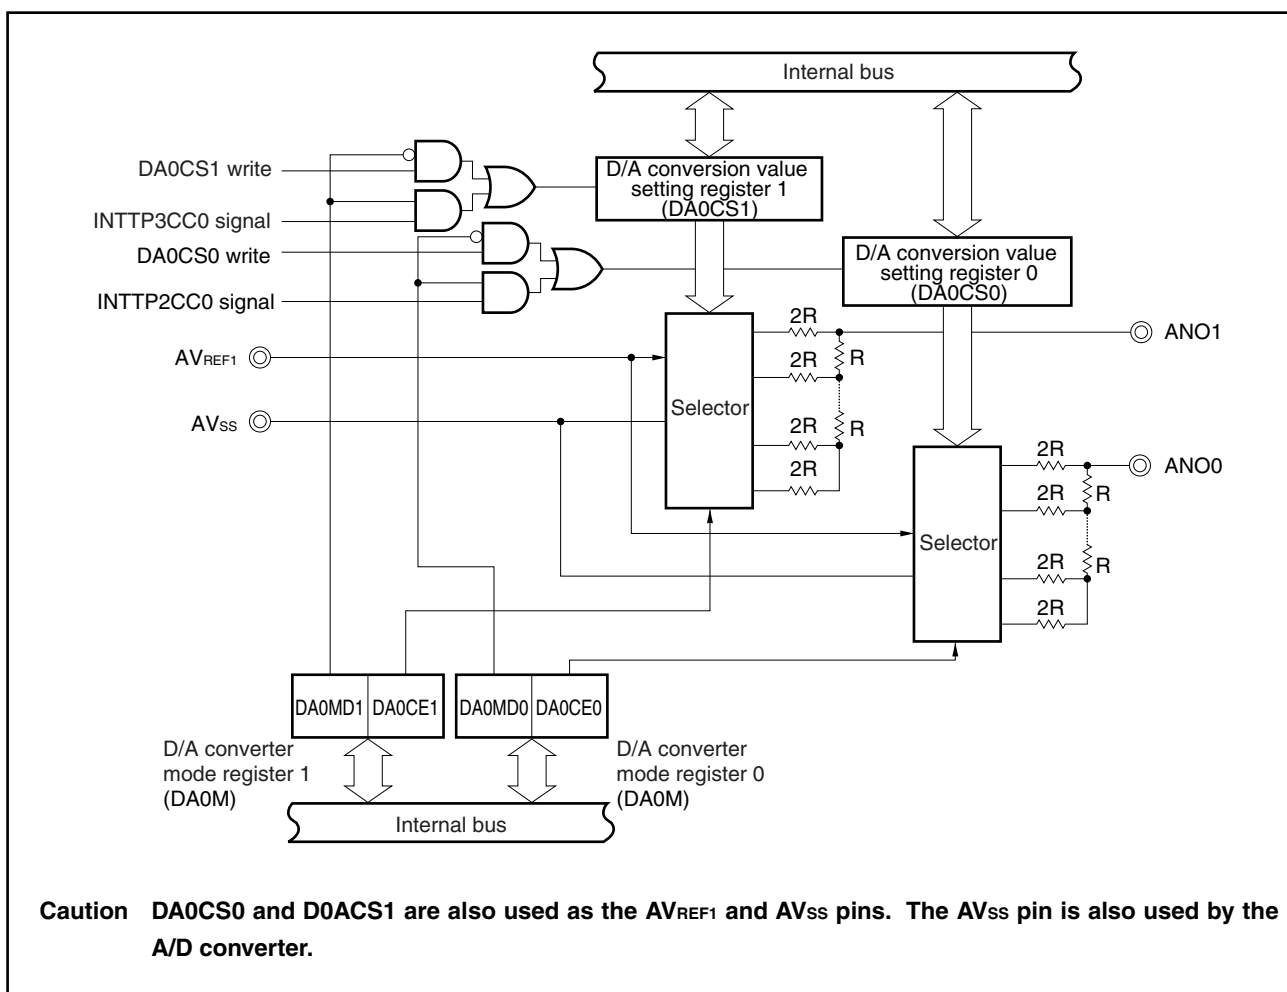 Internal bus
DA0CS1 write
D/A conversion value
setting register 1
(DA0CS1)
INTTP3CC0 signal
DA0CS0 write
D/A conversion value
setting register 0
(DA0CS0)
INTTP2CC0 signal
2R
ANO1
R
AVREF1
2R
Selector
AVSS
R
2R
2R
2R
ANO0
R
2R
Selector
R
2R
2R
DA0MD1
DA0CE1
DA0MD0
DA0CE0
D/A converter
mode register 1
(DA0M)
D/A converter
mode register 0
(DA0M)
Internal bus
Caution DA0CS0 and D0ACS1 are also used as the AVREF1 and AVSS pins. The AVSS pin is also used by the
A/D converter.